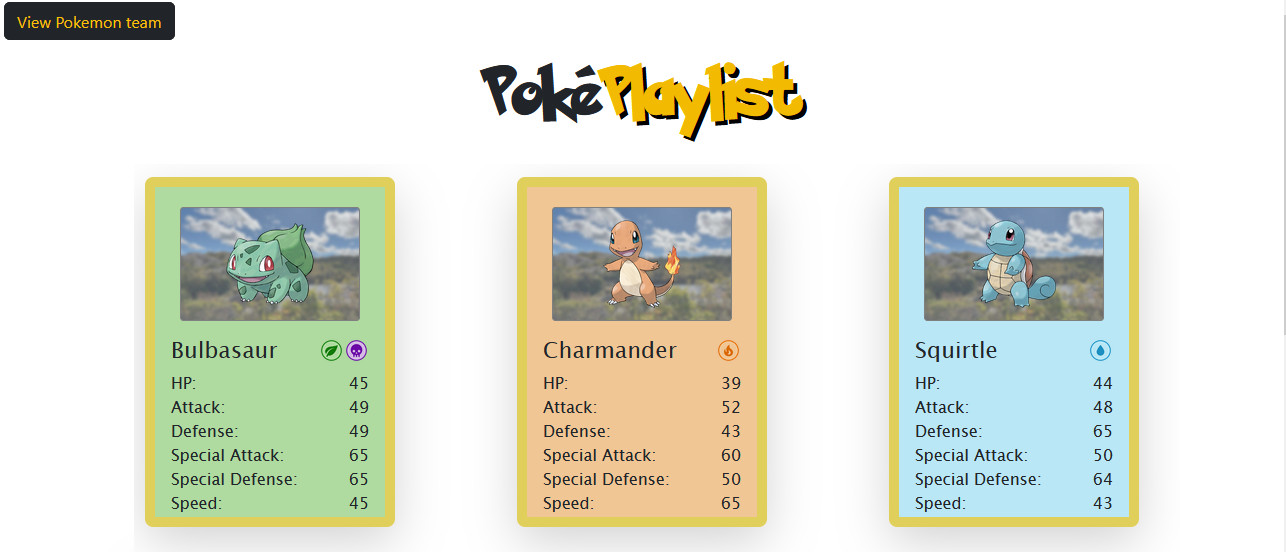 View Pokemon team
PokéPlaylist
Bulbasaur
HP: 45
Attack: 49
Defense: 49
Special Attack: 65
Special Defense: 65
Speed: 45
Charmander
HP: 39
Attack: 52
Defense: 43
Special Attack: 60
Special Defense: 50
Speed: 65
Squirtle
HP: 44
Attack: 48
Defense: 65
Special Attack: 50
Special Defense: 64
Speed: 43